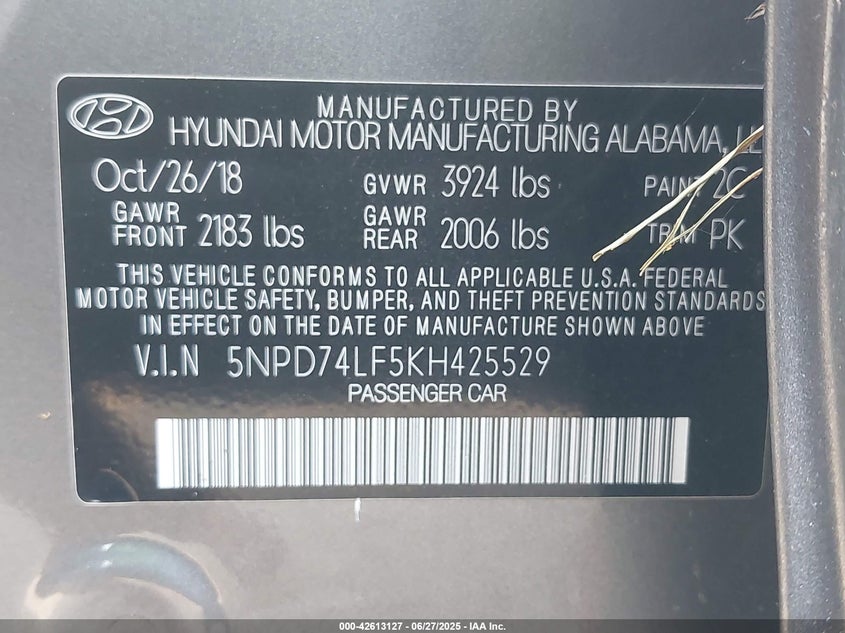 MANUFACTURED BY
HYUNDAI MOTOR MANUFACTURING ALABAMA,
Oct/26/18 GVWR 3924 lbs PAINT 2C
GAWR FRONT 2183 lbs GAWR REAR 2006 lbs TRIM PK
THIS VEHICLE CONFORMS TO ALL APPLICABLE U.S.A. FEDERAL
MOTOR VEHICLE SAFETY, BUMPER, AND THEFT PREVENTION STANDARDS
IN EFFECT ON THE DATE OF MANUFACTURE SHOWN ABOVE
V.I.N 5NPD74LF5KH425529
PASSENGER CAR
000-42613127 - 06/27/2025 - IAA Inc.